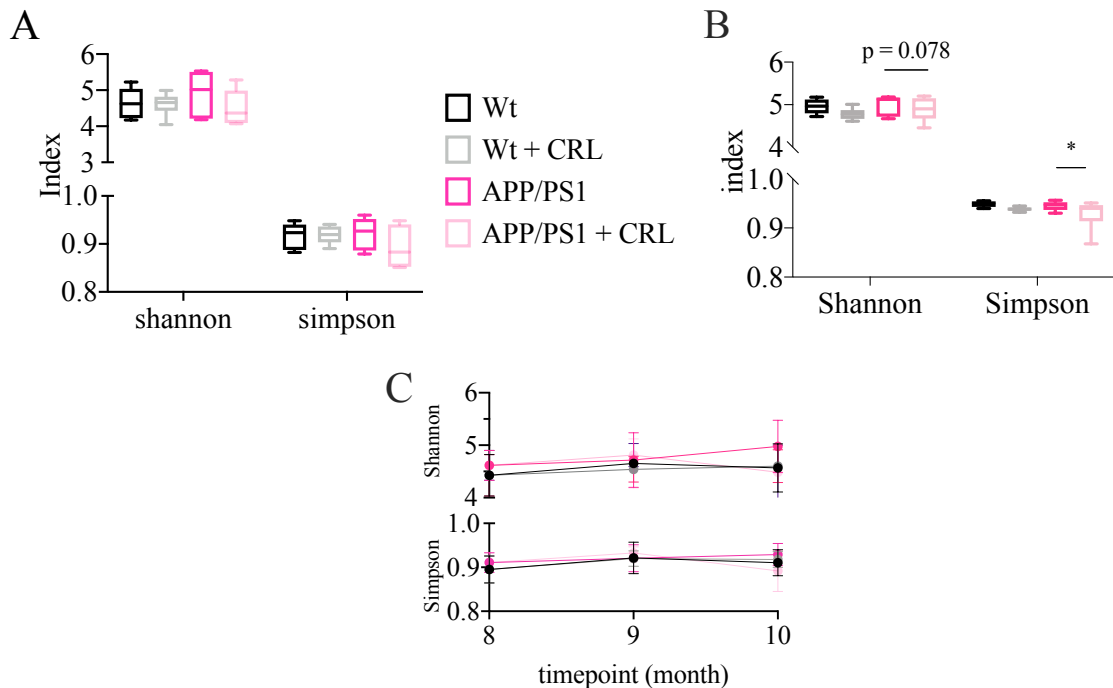 A
Index
6
5
4
3
1.0
0.9
0.8
shannon
simpson
Wt
Wt + CRL
APP/PS1
APP/PS1 + CRL
B
p = 0.078
*
index
6
5
4
1.0
0.9
0.8
Shannon
Simpson
C
Shannon
6
5
4
Simpson
1.0
0.9
0.8
8
9
10
timepoint (month)